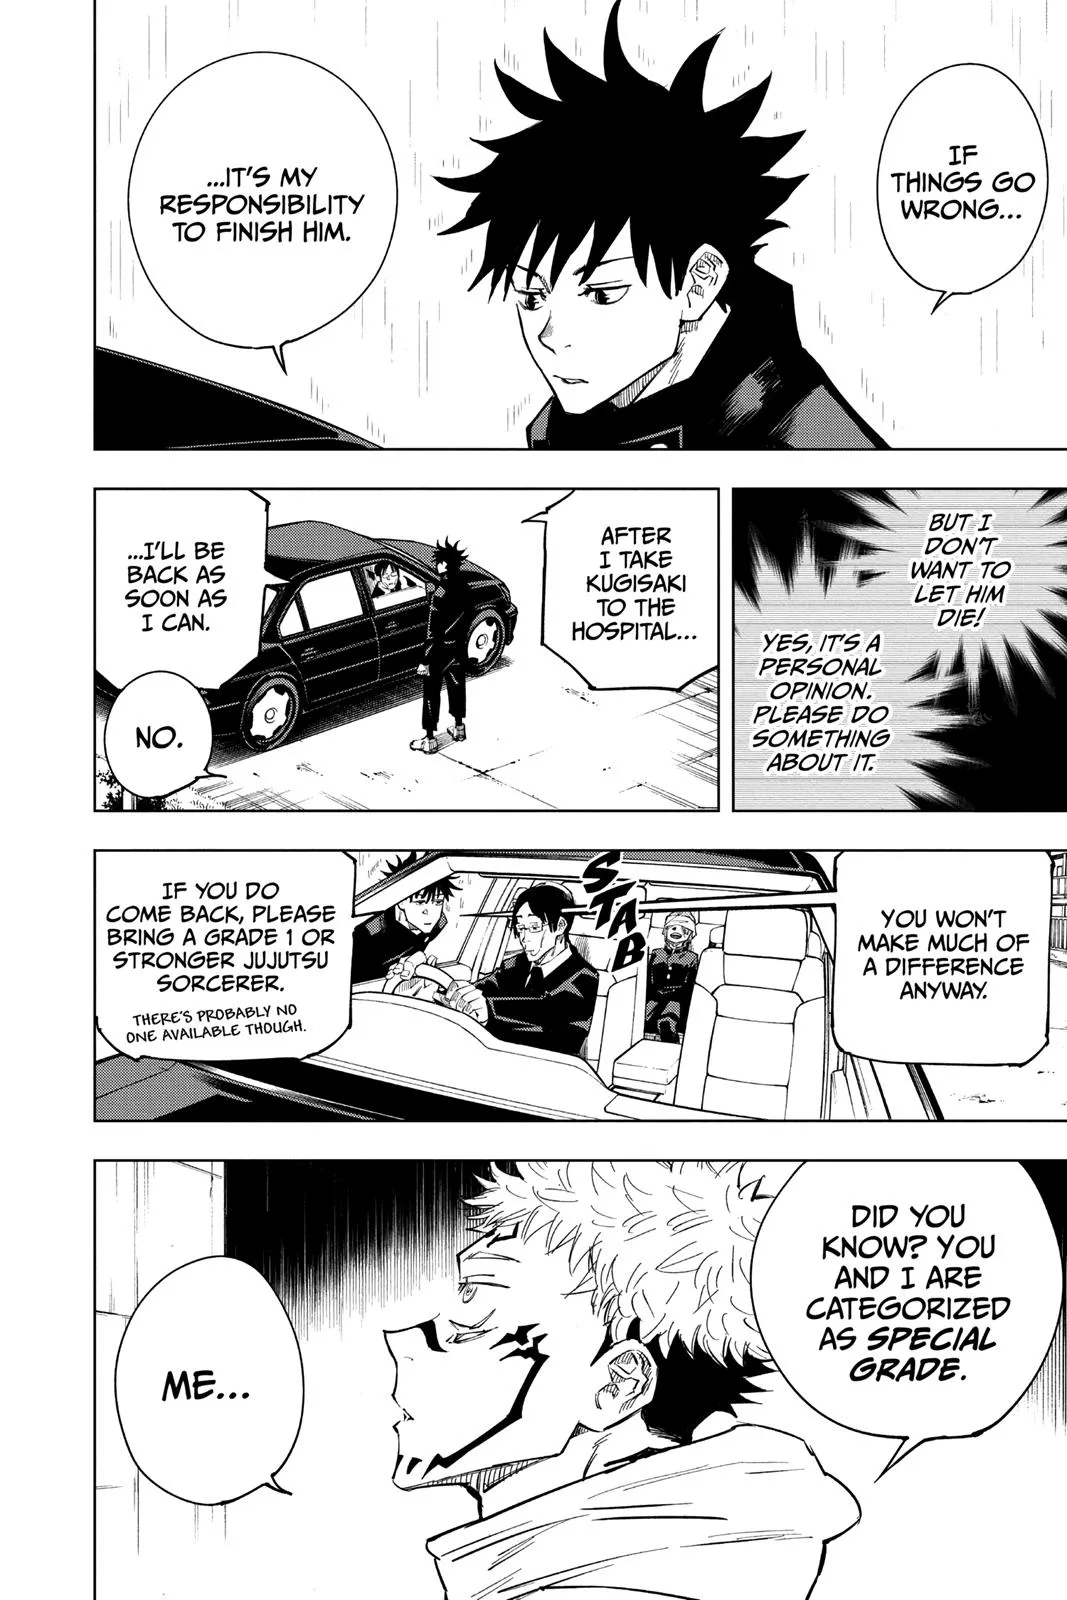 IF
THINGS GO
WRONG...
...IT'S MY
RESPONSIBILITY
TO FINISH HIM.
BUT I
DON'T
WANT TO
LET HIM
DIE!
YES, IT'S A
PERSONAL
OPINION.
PLEASE DO
SOMETHING
ABOUT IT.
AFTER
I TAKE
KUGISAKI
TO THE
HOSPITAL...
...I'LL BE
BACK AS
SOON AS
I CAN.
NO.
YOU WON'T
MAKE MUCH OF
A DIFFERENCE
ANYWAY.
STAB
IF YOU DO
COME BACK, PLEASE
BRING A GRADE 1 OR
STRONGER JUJUTSU
SORCERER.
THERE'S PROBABLY NO
ONE AVAILABLE THOUGH.
DID YOU
KNOW? YOU
AND I ARE
CATEGORIZED
AS SPECIAL
GRADE.
ME...